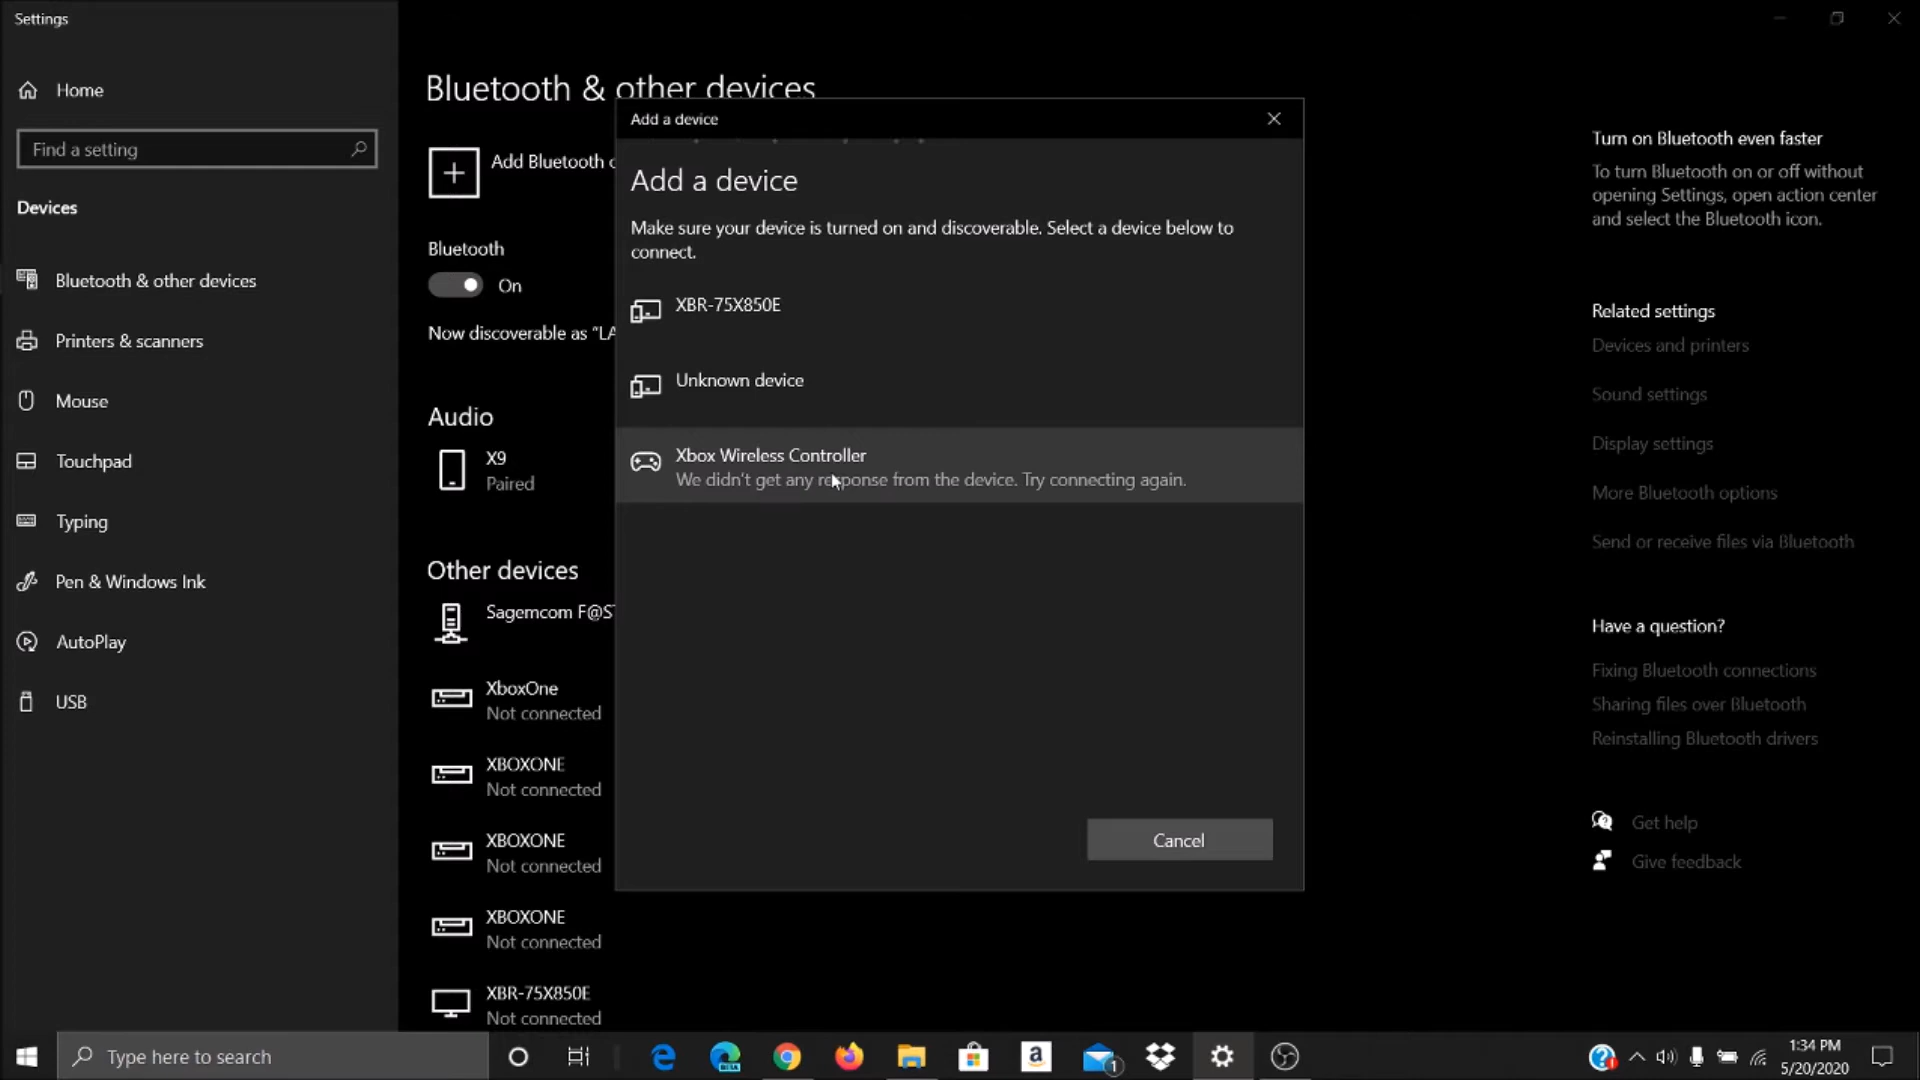 Settings
Home
Find a setting
Devices
Bluetooth & other devices
Printers & scanners
Mouse
Touchpad
Typing
Pen & Windows Ink
AutoPlay
USB
Bluetooth & other devices
Add Bluetooth
Bluetooth
On
Now discoverable as “LA
Audio
X9
Paired
Other devices
Sagemcom F@S
XboxOne
Not connected
XBOXONE
Not connected
XBOXONE
Not connected
XBOXONE
Not connected
XBR-75X850E
Not connected
Add a device
Add a device
Make sure your device is turned on and discoverable. Select a device below to
connect.
XBR-75X850E
Unknown device
Xbox Wireless Controller
We didn't get any response from the device. Try connecting again.
Cancel
Turn on Bluetooth even faster
To turn Bluetooth on or off without
opening Settings, open action center
and select the Bluetooth icon.
Related settings
Devices and printers
Sound settings
Display settings
More Bluetooth options
Send or receive files via Bluetooth
Have a question?
Fixing Bluetooth connections
Sharing files over Bluetooth
Reinstalling Bluetooth drivers
Get help
Give feedback
Type here to search
BETA
a
1
1:34 PM
5/20/2020